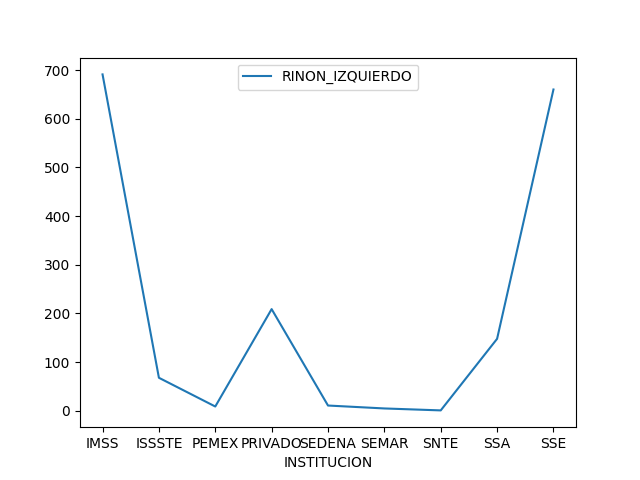 RINON_IZQUIERDO
700
600
500
400
300
200
100
0
IMSS ISSSTE PEMEX PRIVADO SEDENA SEMAR SNTE SSA SSE
INSTITUCION